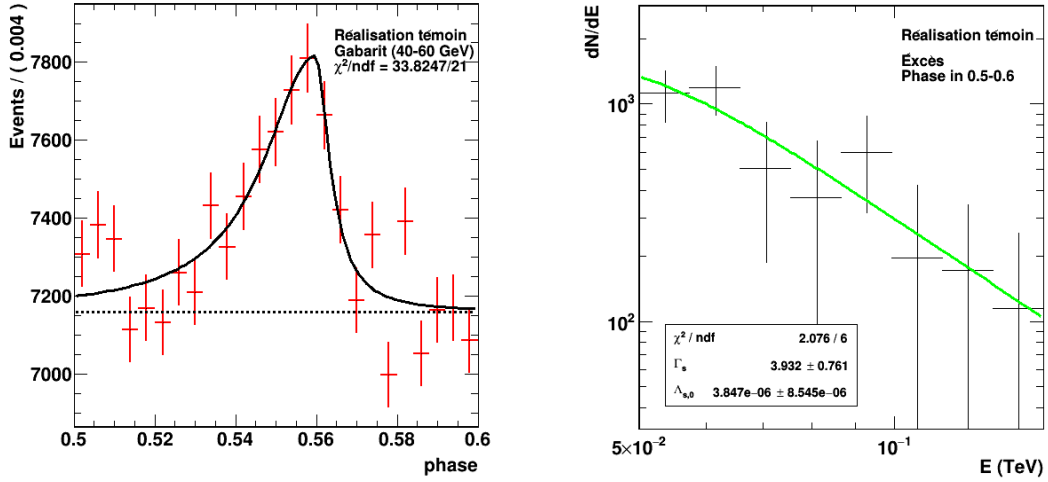 Réalisation témoin
Gabarit (40-60 GeV)
χ²/ndf = 33.8247/21
Events / ( 0.004 )
7800
7600
7400
7200
7000
0.5
0.52
0.54
0.56
0.58
0.6
phase
dN/dE
Réalisation témoin
Excès
Phase in 0.5-0.6
10³
10²
χ² / ndf 2.076 / 6
Γs 3.932 ± 0.761
Λs,0 3.847e−06 ± 8.545e−06
5×10⁻²
10⁻¹
E (TeV)